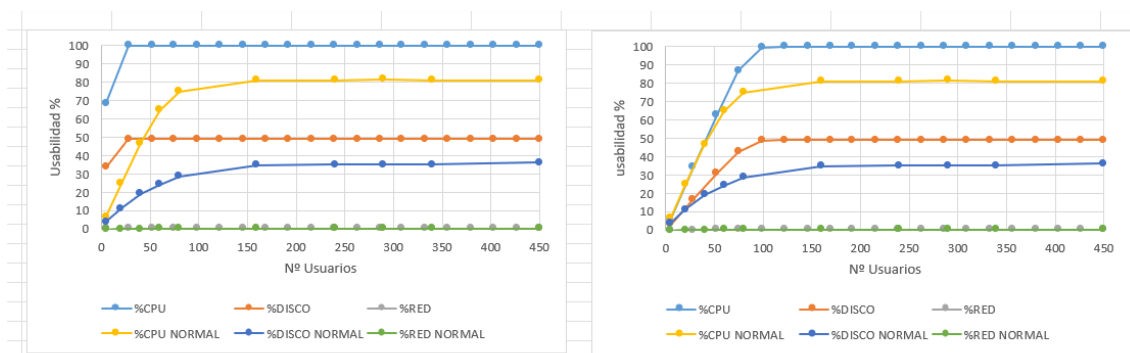 100
90
80
70
60
50
40
30
20
10
0
Usabilidad %
0 50 100 150 200 250 300 350 400 450
Nº Usuarios
%CPU %DISCO %RED
%CPU NORMAL %DISCO NORMAL %RED NORMAL
100
90
80
70
60
50
40
30
20
10
0
usabilidad %
0 50 100 150 200 250 300 350 400 450
Nº Usuarios
%CPU %DISCO %RED
%CPU NORMAL %DISCO NORMAL %RED NORMAL